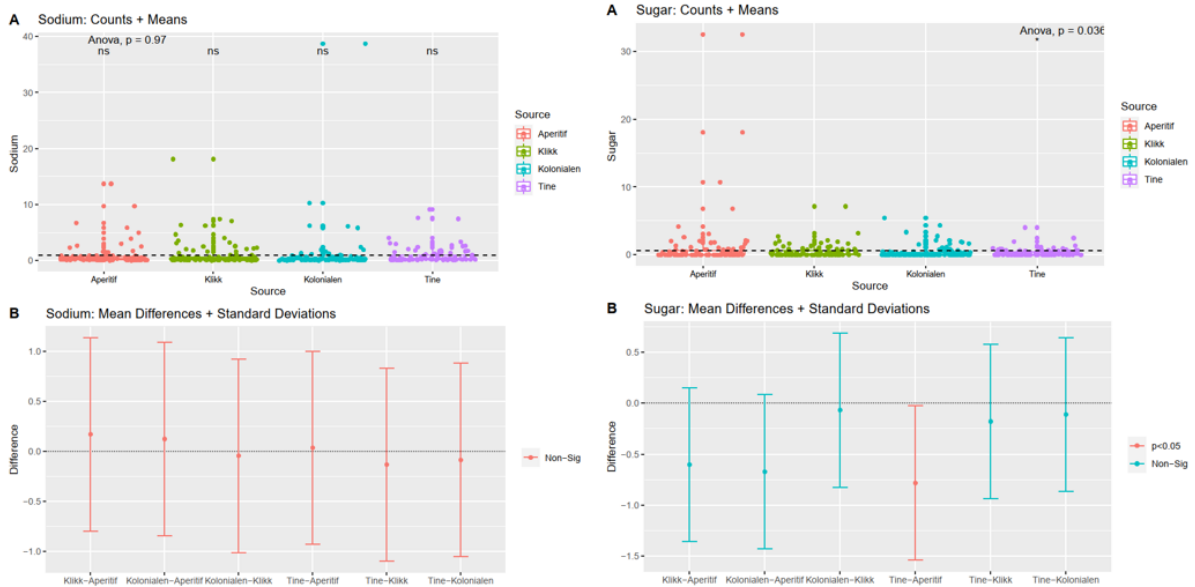 A Sodium: Counts + Means
40
30
20
10
0
Sodium
Anova, p = 0.97
ns ns ns ns
Aperitif Klikk Kolonialen Tine
Source
Source
Aperitif
Klikk
Kolonialen
Tine
A Sugar: Counts + Means
30
20
10
0
Sugar
Anova, p = 0.036
*
Aperitif Klikk Kolonialen Tine
Source
Source
Aperitif
Klikk
Kolonialen
Tine
B Sodium: Mean Differences + Standard Deviations
1.0
0.5
0.0
−0.5
−1.0
Difference
Klikk−Aperitif Kolonialen−Aperitif Kolonialen−Klikk Tine−Aperitif Tine−Klikk Tine−Kolonialen
Non−Sig
B Sugar: Mean Differences + Standard Deviations
0.5
0.0
−0.5
−1.0
−1.5
Difference
Klikk−Aperitif Kolonialen−Aperitif Kolonialen−Klikk Tine−Aperitif Tine−Klikk Tine−Kolonialen
p<0.05
Non−Sig